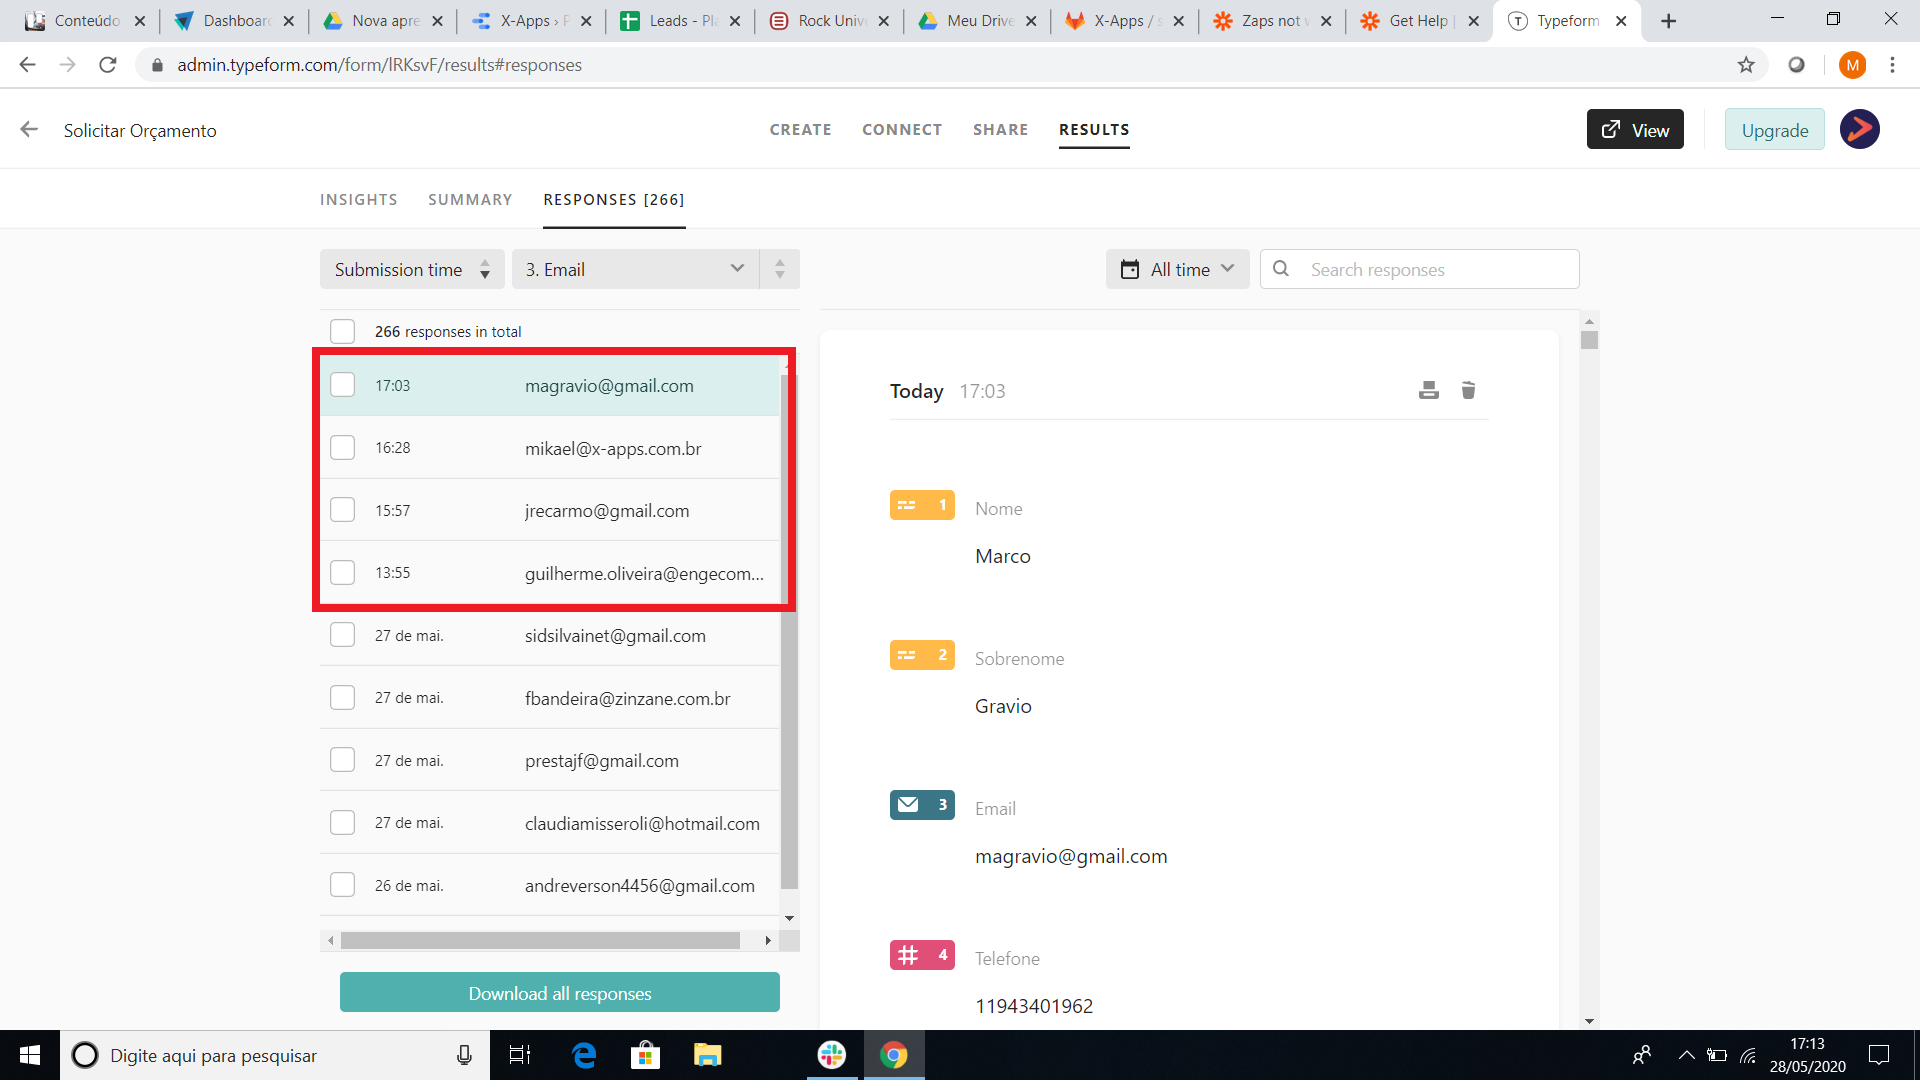 Conteúdo
Dashboar
Nova apre
X-Apps › P
Leads - Pla
Rock Unive
Meu Drive
X-Apps / s
Zaps not w
Get Help |
Typeform
admin.typeform.com/form/lRKsvF/results#responses
M
Solicitar Orçamento
CREATE
CONNECT
SHARE
RESULTS
View
Upgrade
INSIGHTS
SUMMARY
RESPONSES [266]
Submission time
3. Email
All time
Search responses
266 responses in total
17:03 magravio@gmail.com
16:28 mikael@x-apps.com.br
15:57 jrecarmo@gmail.com
13:55 guilherme.oliveira@engecom...
27 de mai. sidsilvainet@gmail.com
27 de mai. fbandeira@zinzane.com.br
27 de mai. prestajf@gmail.com
27 de mai. claudiamisseroli@hotmail.com
26 de mai. andreverson4456@gmail.com
Download all responses
Today 17:03
1 Nome
Marco
2 Sobrenome
Gravio
3 Email
magravio@gmail.com
4 Telefone
11943401962
Digite aqui para pesquisar
17:13
28/05/2020